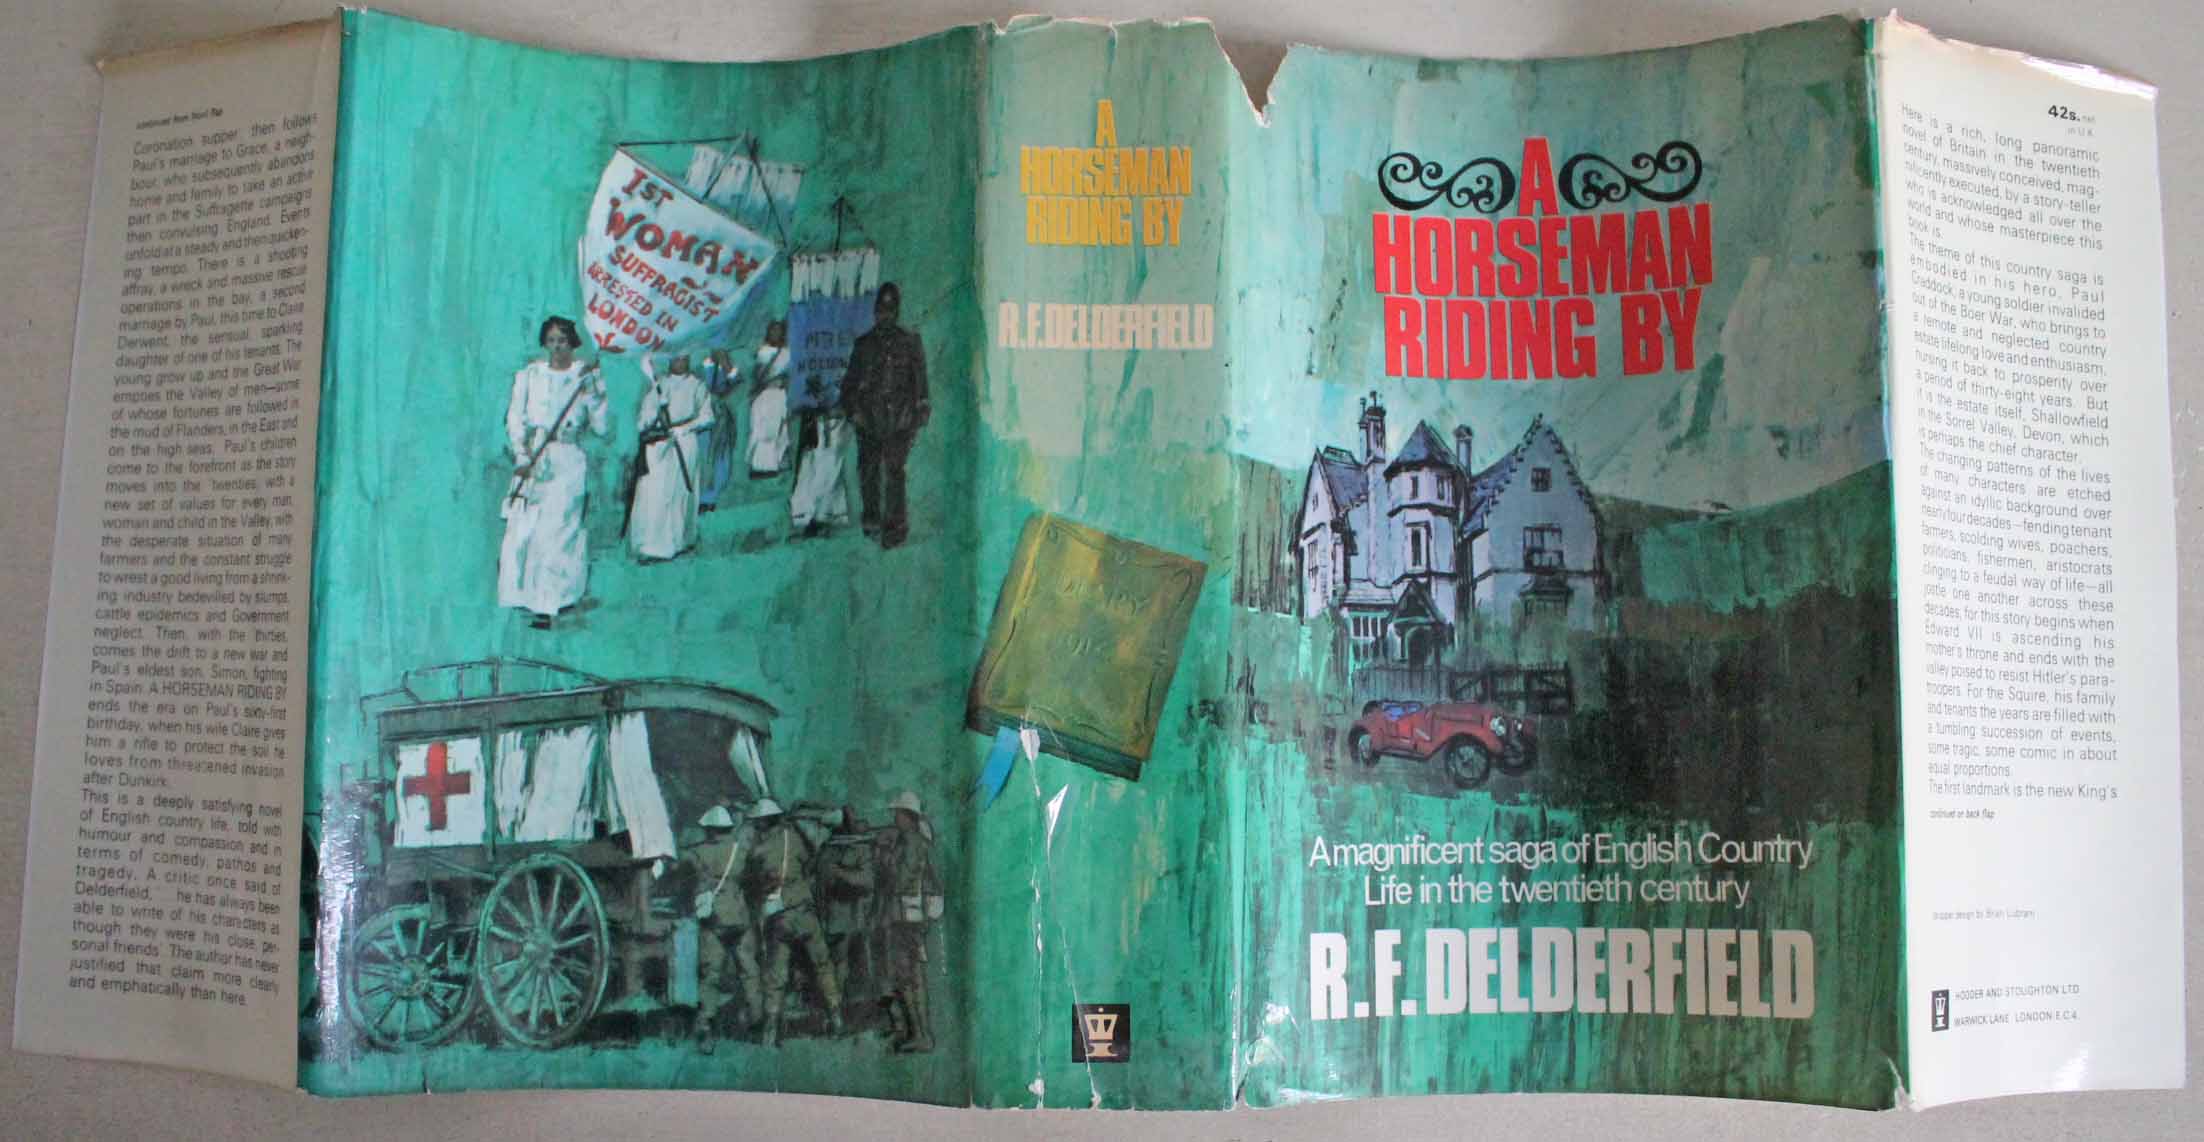 continued from front flap
Coronation supper, then follows
Paul's marriage to Grace, a neigh-
bour, who subsequently abandons
home and family to take an active
part in the Suffragette campaigns
then convulsing England. Events
unfold at a steady and then quicken-
ing tempo. There is a shooting
affray, a wreck and massive rescue
operations in the bay, a second
marriage by Paul, this time to Claire
Derwent, the sensual, sparkling
daughter of one of his tenants. The
young grow up and the Great War
empties the Valley of men—some
of whose fortunes are followed in
the mud of Flanders, in the East and
on the high seas. Paul's children
come to the forefront as the story
moves into the 'twenties, with a
new set of values for every man,
woman and child in the Valley, with
the desperate situation of many
farmers and the constant struggle
to wrest a good living from a shrink-
ing industry bedevilled by slumps,
cattle epidemics and Government
neglect. Then, with the thirties,
comes the drift to a new war and
Paul's eldest son, Simon, fighting
in Spain. A HORSEMAN RIDING BY
ends the era on Paul's sixty-first
birthday, when his wife Claire gives
him a rifle to protect the soil he
loves from threatened invasion
after Dunkirk.
This is a deeply satisfying novel
of English country life, told with
humour and compassion and in
terms of comedy, pathos and
tragedy. A critic once said of
Delderfield, '. he has always been
able to write of his characters as
though they were his close, per-
sonal friends'. The author has never
justified that claim more clearly
and emphatically than here.
1ST
WOMAN
SUFFRAGIST
ARRESTED IN
LONDON
A
HORSEMAN
RIDING BY
R.F.DELDERFIELD
1912
A
HORSEMAN
RIDING BY
A magnificent saga of English Country
Life in the twentieth century
R.F.DELDERFIELD
42s. net
in U.K.
Here is a rich, long panoramic
novel of Britain in the twentieth
century, massively conceived, mag-
nificently executed, by a story-teller
who is acknowledged all over the
world and whose masterpiece this
book is.
The theme of this country saga is
embodied in his hero, Paul
Craddock, a young soldier invalided
out of the Boer War, who brings to
a remote and neglected country
estate lifelong love and enthusiasm,
nursing it back to prosperity over
a period of thirty-eight years. But
it is the estate itself, Shallowfield
in the Sorrel Valley, Devon, which
is perhaps the chief character.
The changing patterns of the lives
of many characters are etched
against an idyllic background over
nearly four decades—fending tenant
farmers, scolding wives, poachers,
politicians, fishermen, aristocrats
clinging to a feudal way of life—all
jostle one another across these
decades, for this story begins when
Edward VII is ascending his
mother's throne and ends with the
valley poised to resist Hitler's para-
troopers. For the Squire, his family
and tenants the years are filled with
a tumbling succession of events,
some tragic, some comic in about
equal proportions.
The first landmark is the new King's
continued on back flap
wrapper design by Brian Lubrani
HODDER AND STOUGHTON LTD
WARWICK LANE LONDON E.C.4.